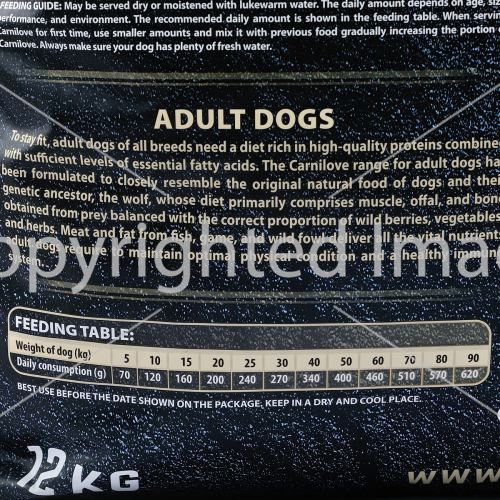 FEEDING GUIDE: May be served dry or moistened with lukewarm water. The daily amount depends on age, size
performance, and environment. The recommended daily amount is shown in the feeding table. When servin
Carnilove for first time, use smaller amounts and mix it with previous food gradually increasing the portion o
Carnilove. Always make sure your dog has plenty of fresh water.
ADULT DOGS
To stay fit, adult dogs of all breeds need a diet rich in high-quality proteins combine
with sufficient levels of essential fatty acids. The Carnilove range for adult dogs ha
been formulated to closely resemble the original natural food of dogs and thei
genetic ancestor, the wolf, whose diet primarily comprises muscle, offal, and bon
obtained from prey balanced with the correct proportion of wild berries, vegetables
and herbs. Meat and fat from fish, game, and wild fowl deliver all the vital nutrients
adult dogs require to maintain optimal physical condition and a healthy immun
system.
opyrighted Ima
FEEDING TABLE:
Weight of dog (kg) 5 10 15 20 25 30 40 50 60 70 80 90
Daily consumption (g) 70 120 160 200 240 270 340 400 460 510 570 620
BEST USE BEFORE THE DATE SHOWN ON THE PACKAGE. KEEP IN A DRY AND COOL PLACE.
12 KG
www